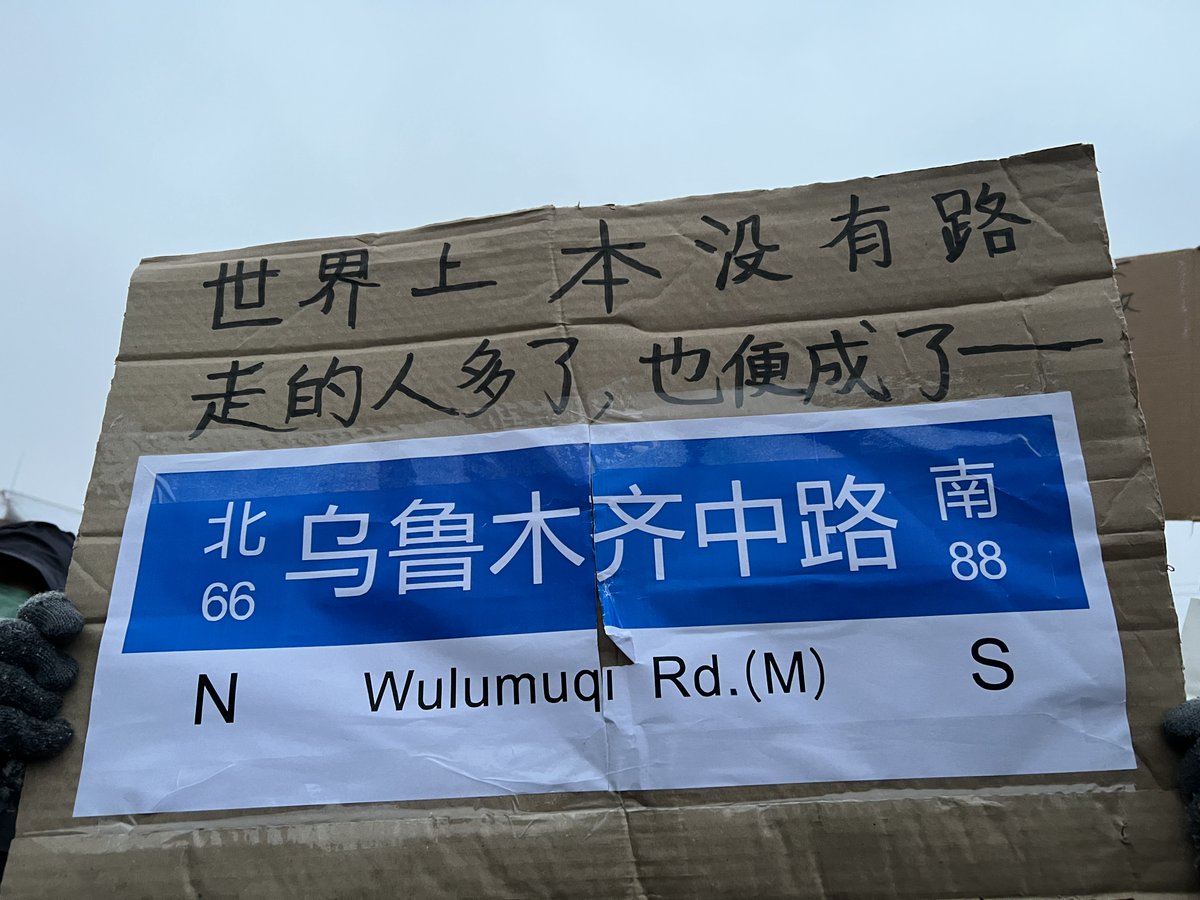 世界上本没有路
走的人多了，也便成了——
北 乌鲁木齐中路 南
66 88
N Wulumuqi Rd.(M) S